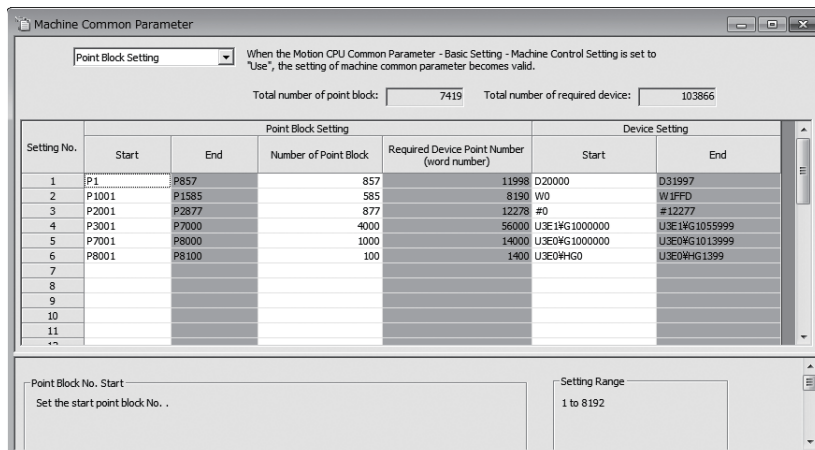 Machine Common Parameter
Point Block Setting
When the Motion CPU Common Parameter - Basic Setting - Machine Control Setting is set to
"Use", the setting of machine common parameter becomes valid.
Total number of point block: 7419 Total number of required device: 103866
Setting No. Point Block Setting Device Setting
Start End Number of Point Block Required Device Point Number (word number) Start End
1 P1 P857 857 11998 D20000 D31997
2 P1001 P1585 585 8190 W0 W1FFD
3 P2001 P2877 877 12278 #0 #12277
4 P3001 P7000 4000 56000 U3E1¥G1000000 U3E1¥G1055999
5 P7001 P8000 1000 14000 U3E0¥G1000000 U3E0¥G1013999
6 P8001 P8100 100 1400 U3E0¥HG0 U3E0¥HG1399
7
8
9
10
11
12
Point Block No. Start
Set the start point block No. .
Setting Range
1 to 8192